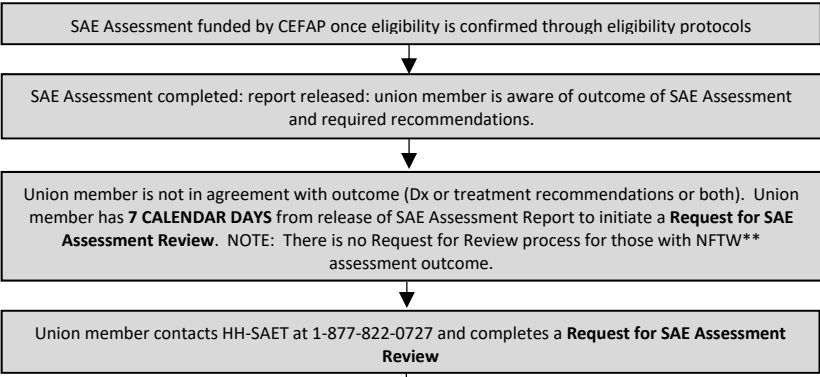 SAE Assessment funded by CEFAP once eligibility is confirmed through eligibility protocols
SAE Assessment completed: report released: union member is aware of outcome of SAE Assessment
and required recommendations.
Union member is not in agreement with outcome (Dx or treatment recommendations or both).  Union
member has 7 CALENDAR DAYS from release of SAE Assessment Report to initiate a Request for SAE
Assessment Review.  NOTE:  There is no Request for Review process for those with NFTW**
assessment outcome.
Union member contacts HH-SAET at 1-877-822-0727 and completes a Request for SAE Assessment
Review